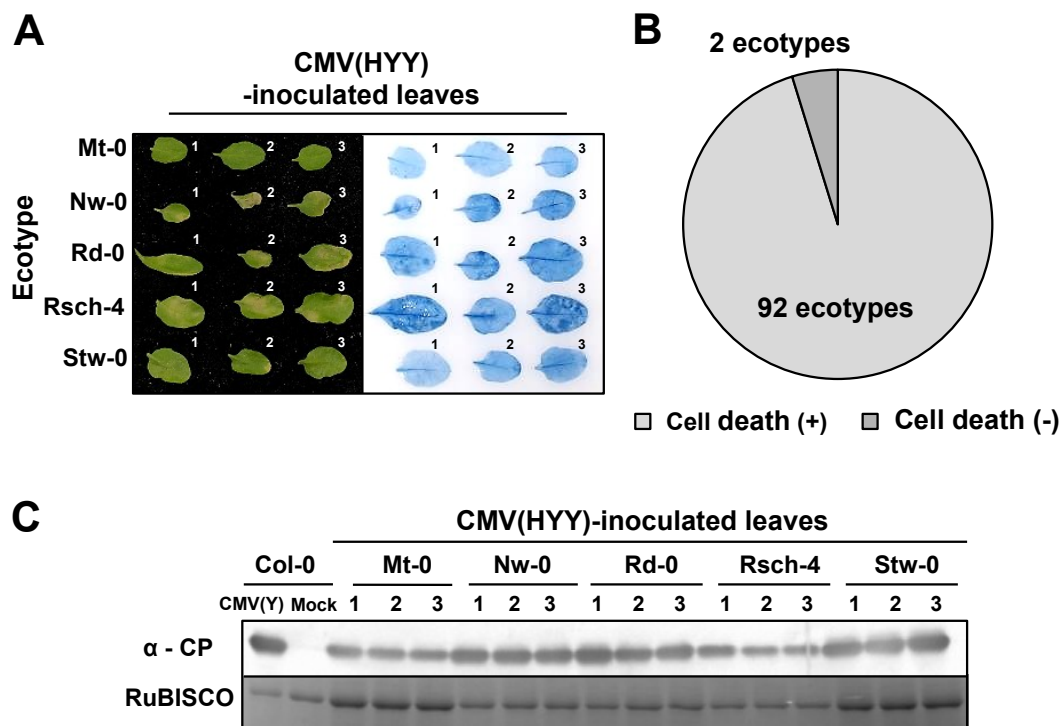 A
CMV(HYY)
-inoculated leaves
Ecotype
Mt-0 1 2 3 1 2 3
Nw-0 1 2 3 1 2 3
Rd-0 1 2 3 1 2 3
Rsch-4 1 2 3 1 2 3
Stw-0 1 2 3 1 2 3
B
2 ecotypes
92 ecotypes
Cell death (+) Cell death (-)
C
CMV(HYY)-inoculated leaves
Col-0 Mt-0 Nw-0 Rd-0 Rsch-4 Stw-0
CMV(Y) Mock 1 2 3 1 2 3 1 2 3 1 2 3 1 2 3
α - CP
RuBISCO